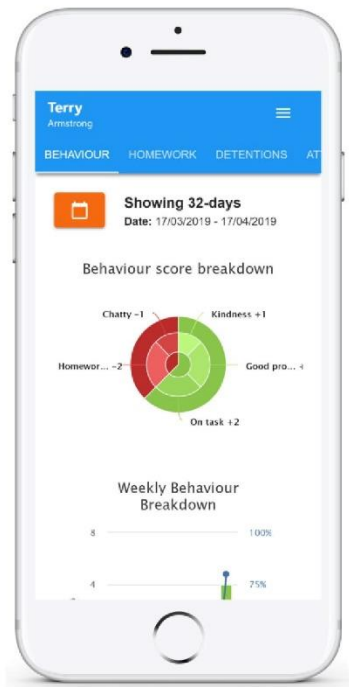 Terry
Armstrong
BEHAVIOUR HOMEWORK DETENTIONS AT
Showing 32-days
Date: 17/03/2019 - 17/04/2019
Behaviour score breakdown
Chatty -1 Kindness +1
Homewor... -2 Good pro... +
On task +2
Weekly Behaviour
Breakdown
8 100%
4 75%